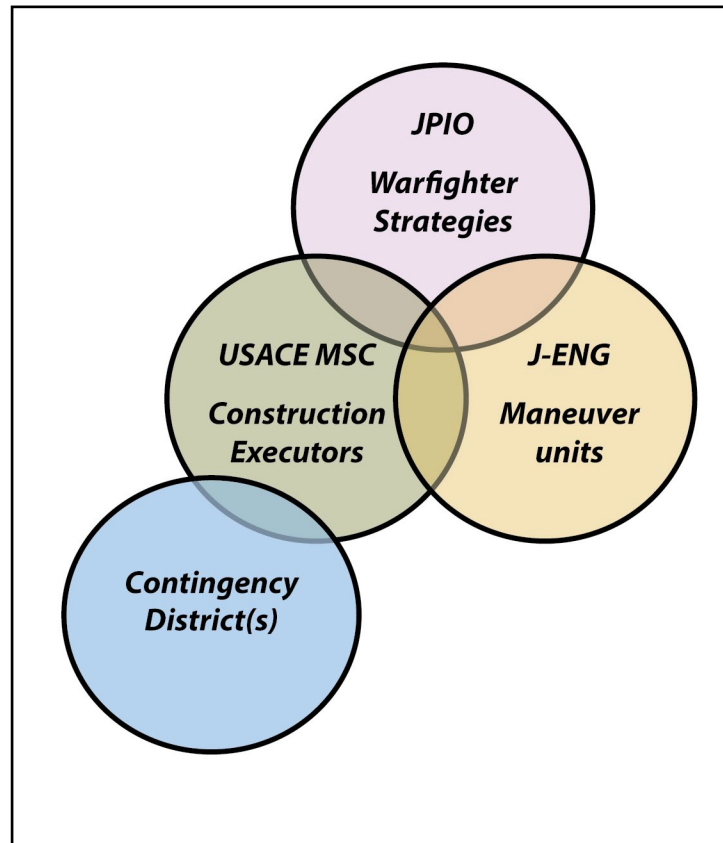 JPIO
Warfighter
Strategies
USACE MSC
Construction
Executors
J-ENG
Maneuver
units
Contingency
District(s)